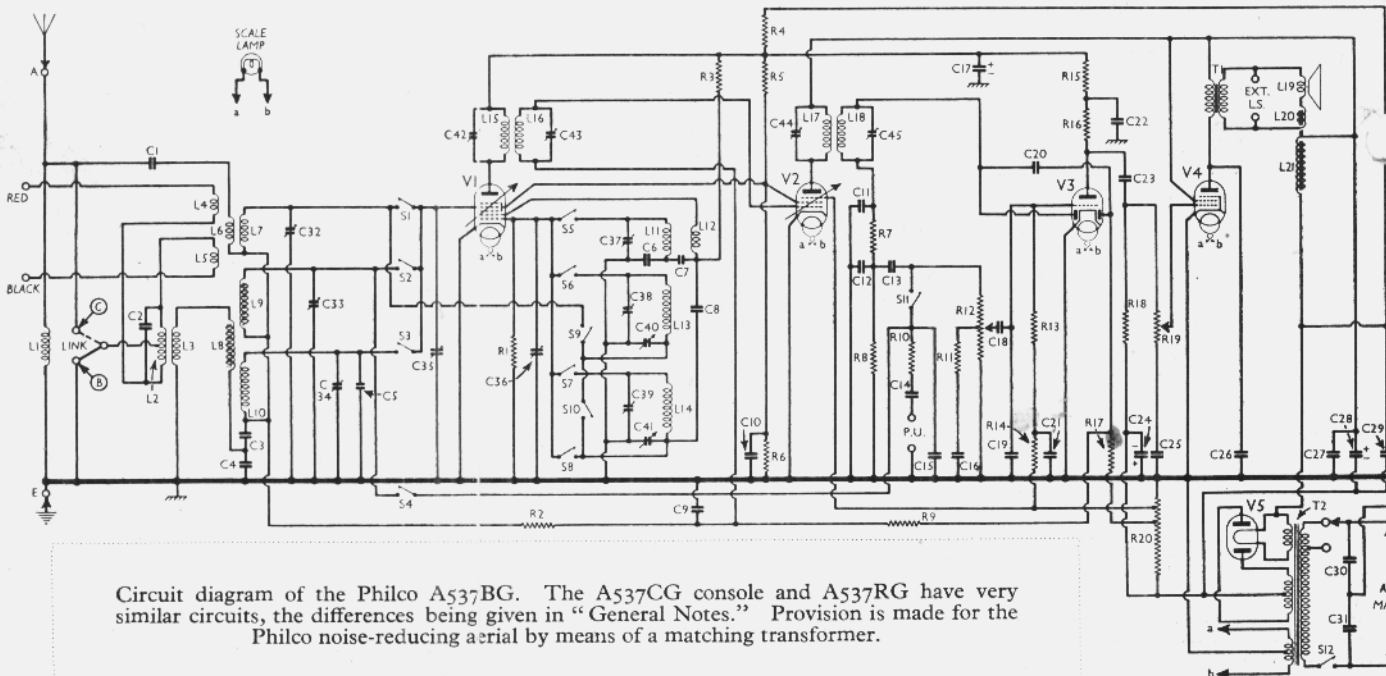 SCALE
LAMP
a b
A
C1
RED
BLACK
L4
L5
L6
L7
L9
L8
L10
L1
C
LINK
B
C2
L2
L3
C3
C4
E
C32
C33
C
34
C5
S1
S2
S3
S4
C35
C42
L15
L16
C43
V1
a b
R1
C36
S5
S6
S9
S7
S10
S8
C37
C6
C7
L11
L12
C38
C40
L13
C39
C41
L14
C8
R3
R4
R5
C10
R6
C9
R2
R9
C44
L17
L18
C45
V2
a b
C11
R7
C12
C13
R8
S11
R10
C14
P.U.
C15
R11
C16
R12
C18
C19
C17
+
-
C20
R13
R14
C21
R15
R16
C22
V3
a b
R17
C23
R18
R19
C24
-
+
C25
R20
V4
a b
T1
EXT.
L.S.
L19
L20
L21
C26
C27
C28
+
-
C29
V5
T2
a
b
C30
C31
S12
A
MA
Circuit diagram of the Philco A537BG. The A537CG console and A537RG have very
similar circuits, the differences being given in “ General Notes.” Provision is made for the
Philco noise-reducing aerial by means of a matching transformer.